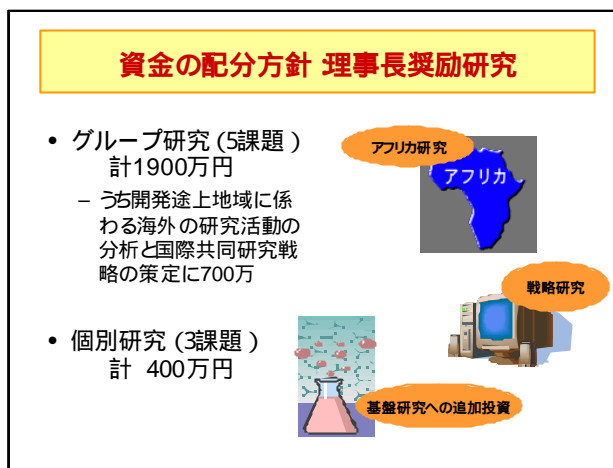 資金の配分方針 :理事長奨励研究
• グループ研究 (5課題)
計1900万円
– うち開発途上地域に係
わる海外の研究活動の
分析と国際共同研究戦
略の策定に700万
• 個別研究 (3課題)
計 400万円
アフリカ研究
アフリカ
戦略研究
基盤研究への追加投資